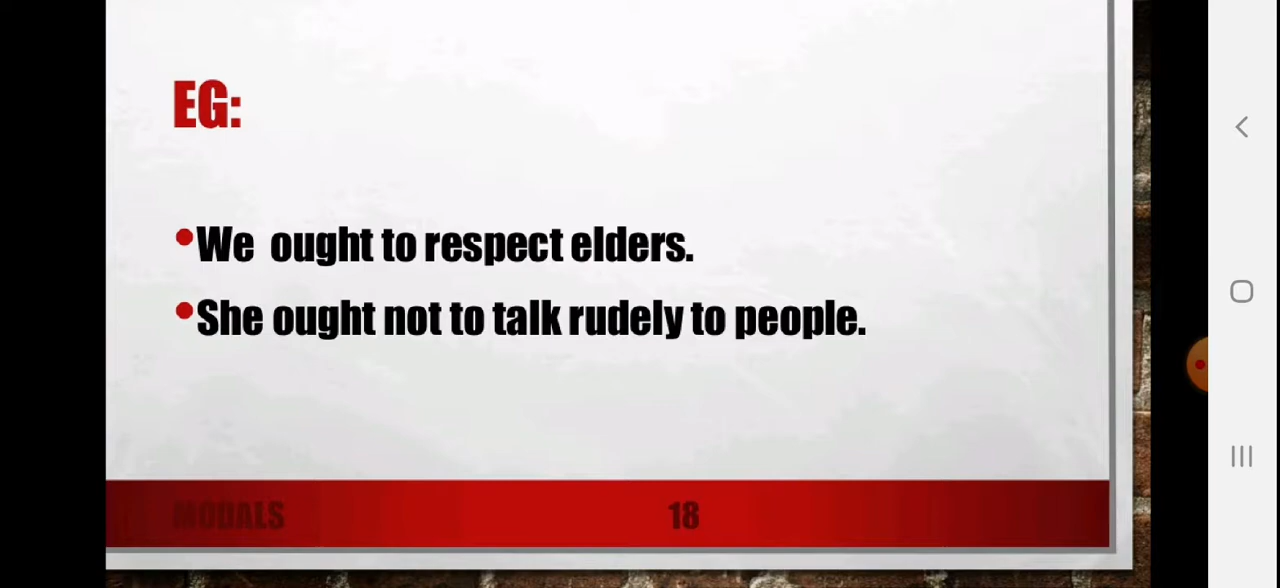 EG:
•We ought to respect elders.
•She ought not to talk rudely to people.
MODALS 18